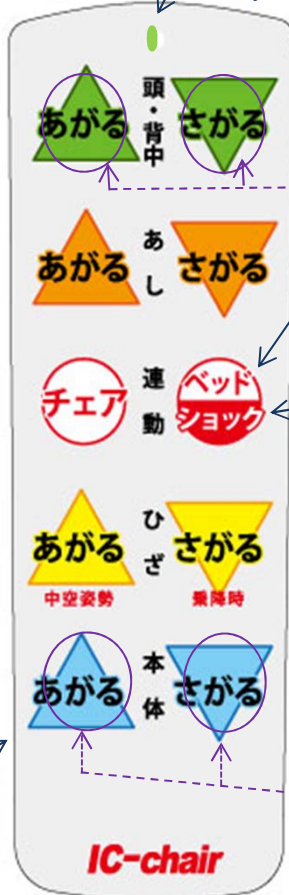 あがる 頭・背中 さがる
あがる あし さがる
チェア 連動 ベッド
ショック
あがる ひざ さがる
中空姿勢 乗降時
あがる 本体 さがる
IC-chair